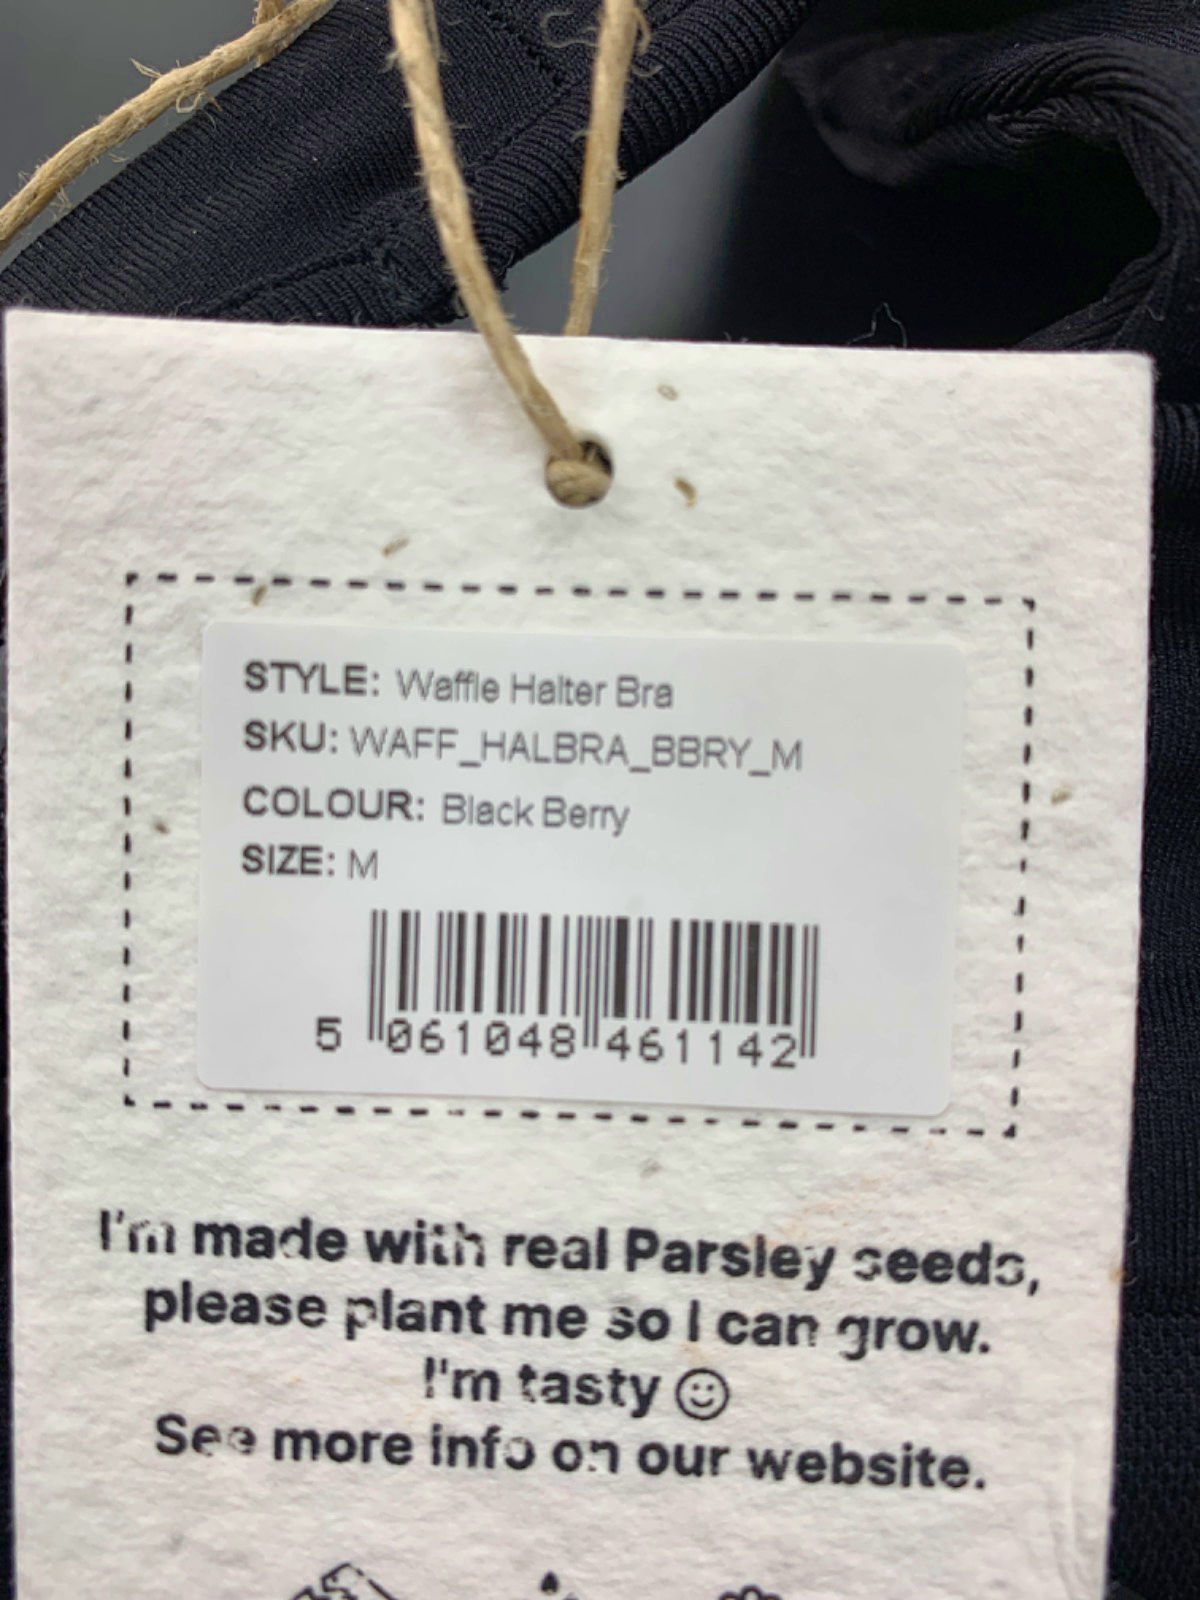 STYLE: Waffle Halter Bra
SKU: WAFF_HALBRA_BBRY_M
COLOUR: Black Berry
SIZE: M
5 061048 461142
I'm made with real Parsley seeds,
please plant me so I can grow.
I'm tasty ☺
See more info on our website.